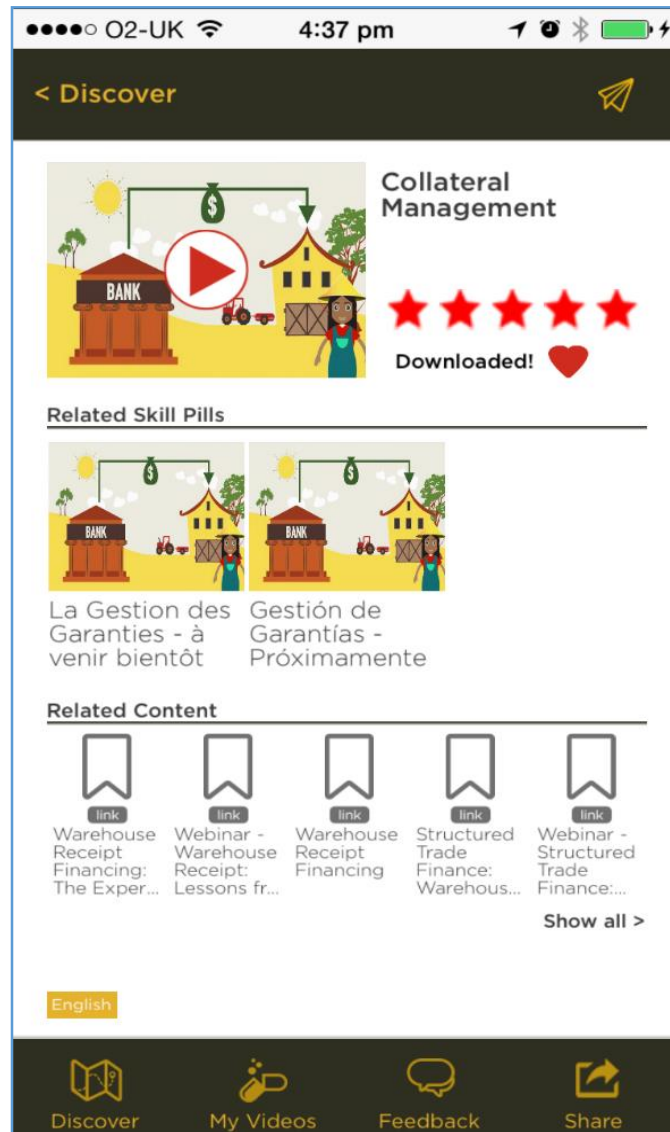 O2-UK 4:37 pm
< Discover
BANK
$
Collateral
Management
Downloaded!
Related Skill Pills
$
BANK
$
BANK
La Gestion des
Garanties - à
venir bientôt
Gestión de
Garantías -
Próximamente
Related Content
link
Warehouse
Receipt
Financing:
The Exper...
link
Webinar -
Warehouse
Receipt:
Lessons fr...
link
Warehouse
Receipt
Financing
link
Structured
Trade
Finance:
Warehous...
link
Webinar -
Structured
Trade
Finance:...
Show all >
English
Discover My Videos Feedback Share